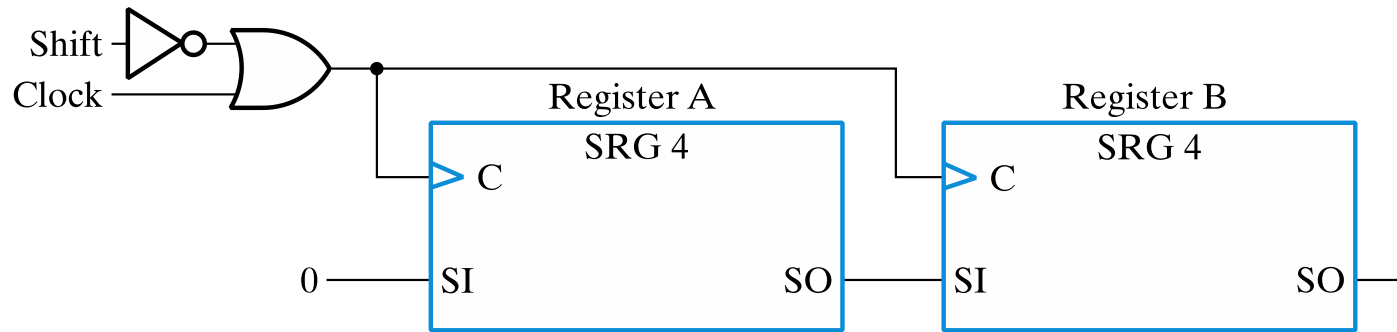 Shift
Clock
Register A
Register B
SRG 4
SRG 4
C
C
0
SI
SO
SI
SO